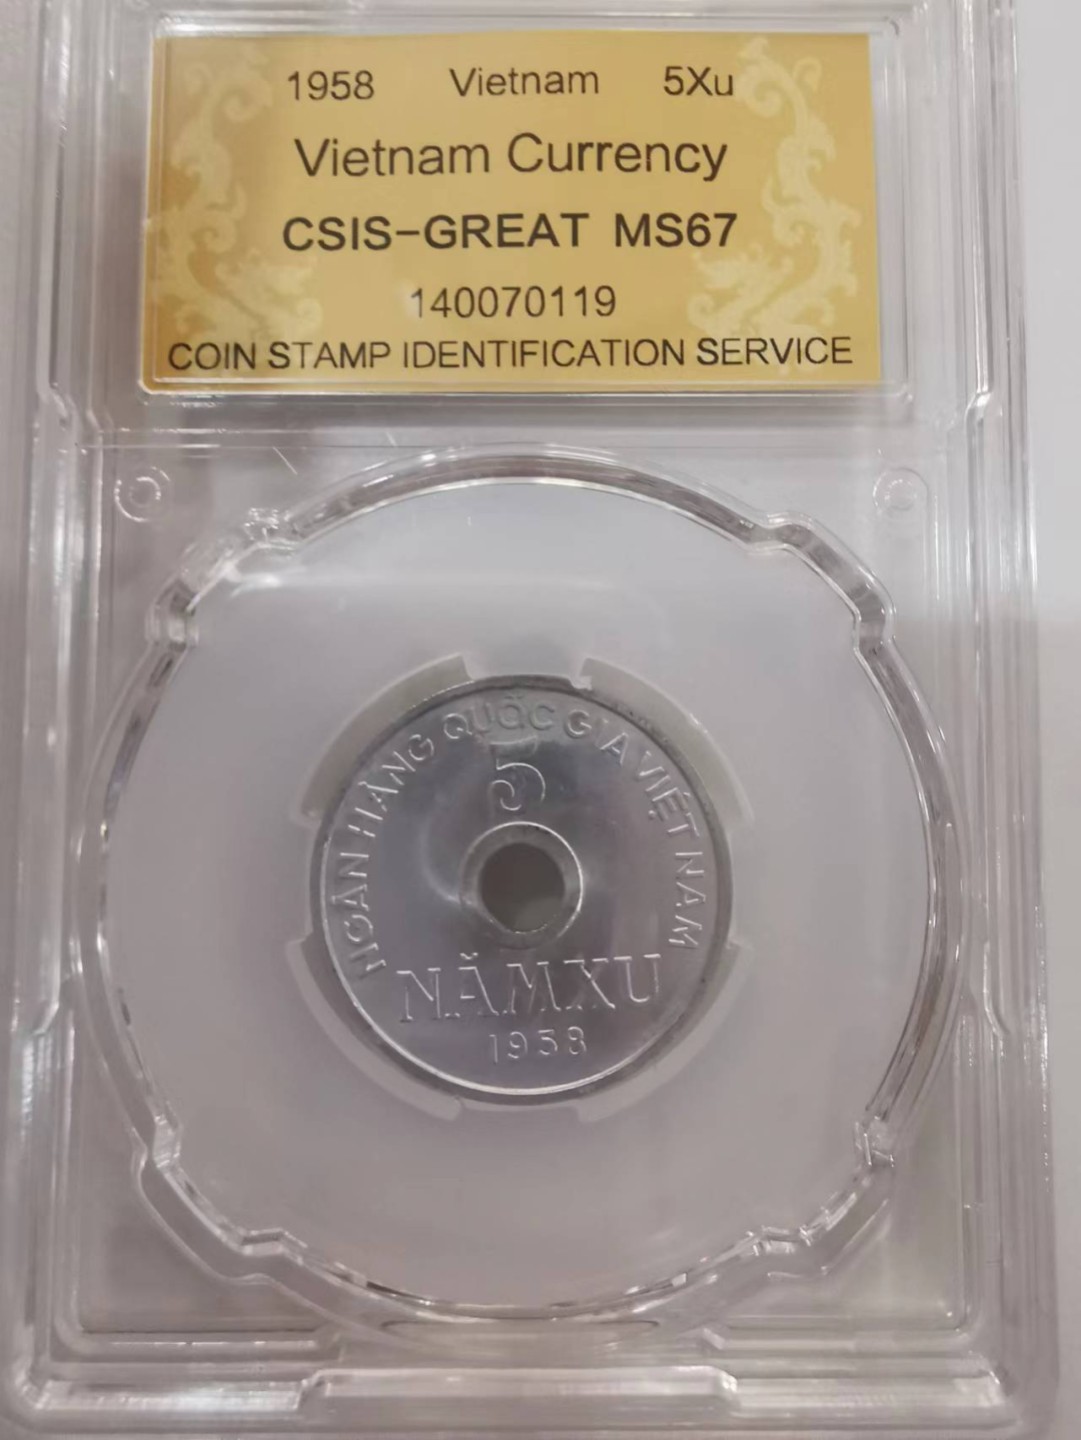 1958 Vietnam 5Xu
Vietnam Currency
CSIS-GREAT MS67
140070119
COIN STAMP IDENTIFICATION SERVICE
NGÂN HÀNG QUỐC GIA VIỆT NAM
5
NĂM XU
1958